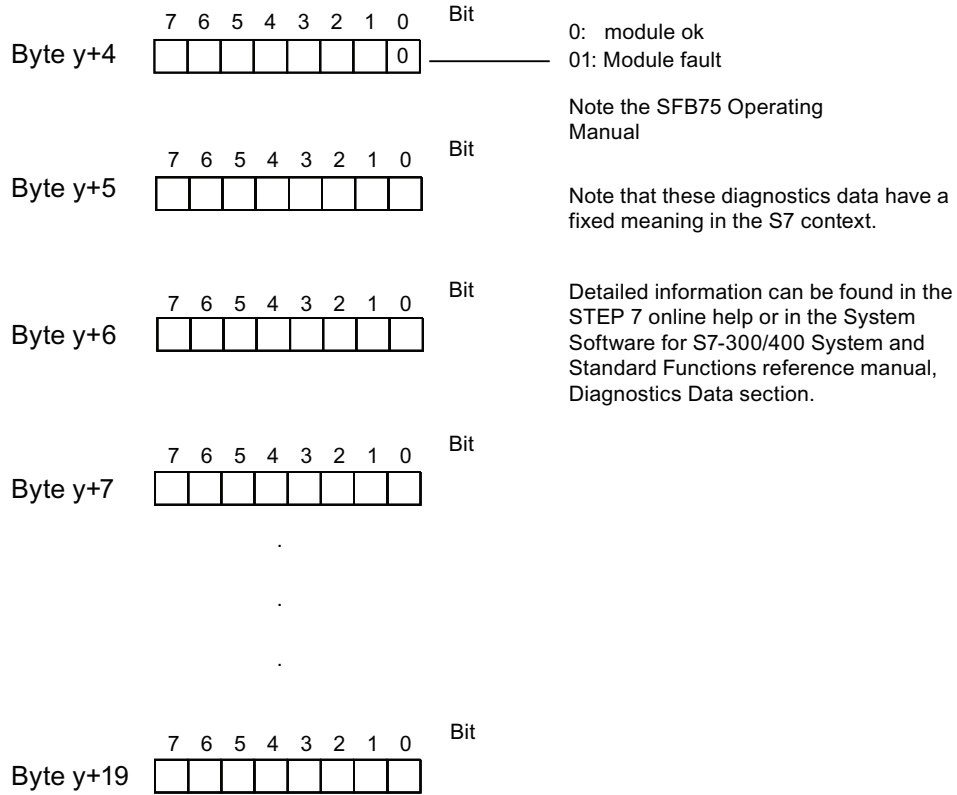 7 6 5 4 3 2 1 0 Bit
Byte y+4 0
0: module ok
01: Module fault
Note the SFB75 Operating
Manual
7 6 5 4 3 2 1 0 Bit
Byte y+5
Note that these diagnostics data have a
fixed meaning in the S7 context.
7 6 5 4 3 2 1 0 Bit
Byte y+6
Detailed information can be found in the
STEP 7 online help or in the System
Software for S7-300/400 System and
Standard Functions reference manual,
Diagnostics Data section.
7 6 5 4 3 2 1 0 Bit
Byte y+7
.
.
.
7 6 5 4 3 2 1 0 Bit
Byte y+19